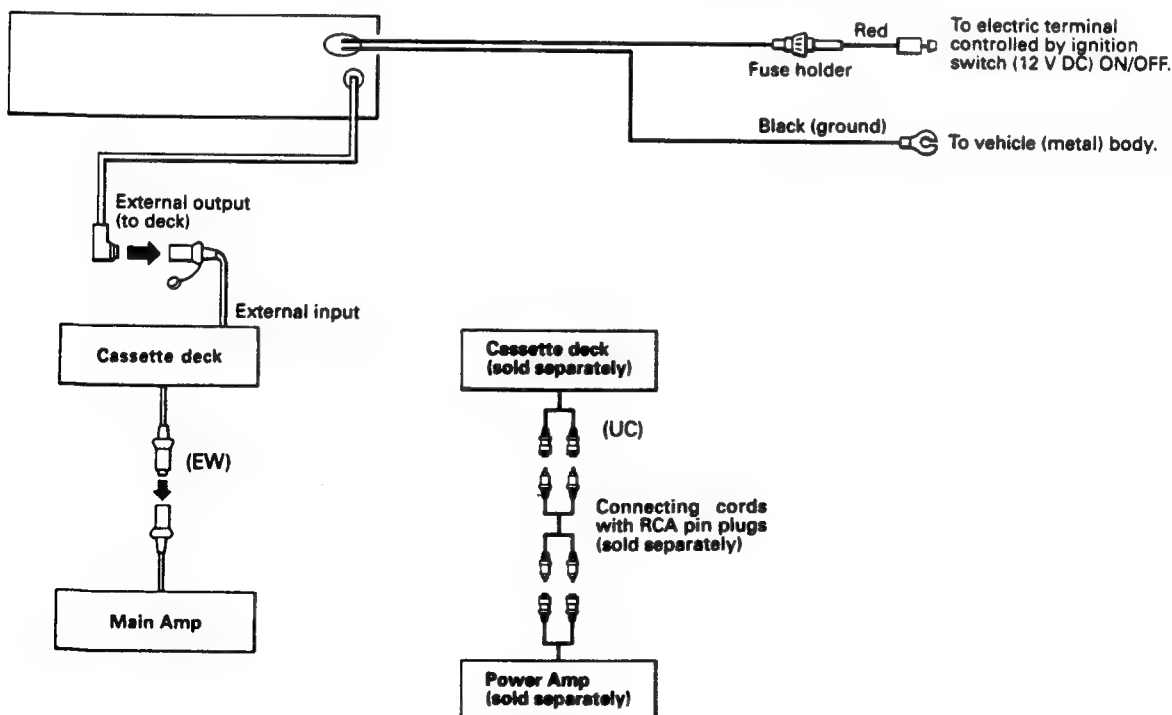 Red
To electric terminal
controlled by ignition
switch (12 V DC) ON/OFF.
Fuse holder
Black (ground)
To vehicle (metal) body.
External output
(to deck)
External input
Cassette deck
(EW)
Main Amp
Cassette deck
(sold separately)
(UC)
Connecting cords
with RCA pin plugs
(sold separately)
Power Amp
(sold separately)